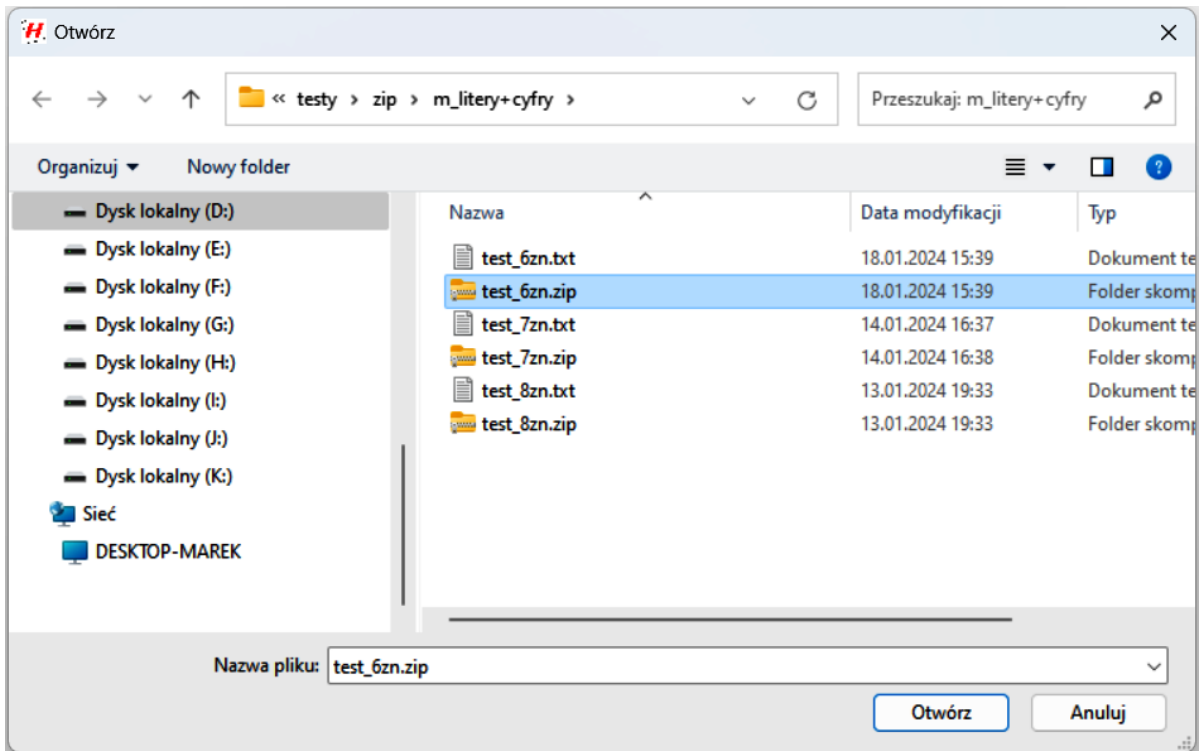 H Otwórz
« testy > zip > m_litery+cyfry >
Przeszukaj: m_litery+cyfry
Organizuj Nowy folder
?
Dysk lokalny (D:)
Dysk lokalny (E:)
Dysk lokalny (F:)
Dysk lokalny (G:)
Dysk lokalny (H:)
Dysk lokalny (I:)
Dysk lokalny (J:)
Dysk lokalny (K:)
Sieć
DESKTOP-MAREK
Nazwa Data modyfikacji Typ
test_6zn.txt 18.01.2024 15:39 Dokument te
test_6zn.zip 18.01.2024 15:39 Folder skomp
test_7zn.txt 14.01.2024 16:37 Dokument te
test_7zn.zip 14.01.2024 16:38 Folder skomp
test_8zn.txt 13.01.2024 19:33 Dokument te
test_8zn.zip 13.01.2024 19:33 Folder skomp
Nazwa pliku: test_6zn.zip
Otwórz Anuluj